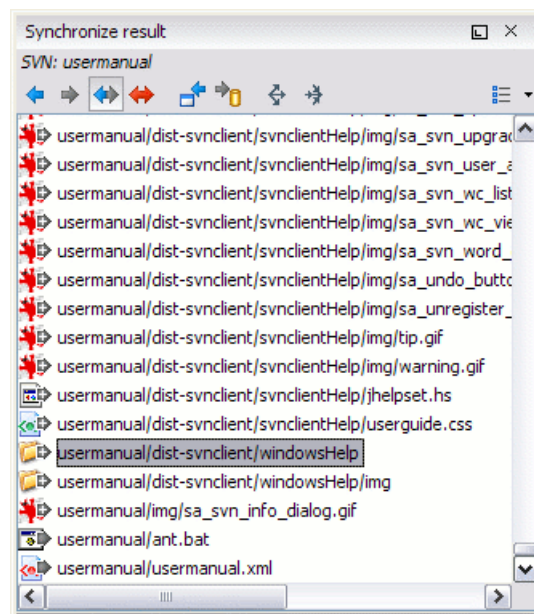 Synchronize result
SVN: usermanual
usermanual/dist-svnclient/svnclientHelp/img/sa_svn_upgrad
usermanual/dist-svnclient/svnclientHelp/img/sa_svn_user_a
usermanual/dist-svnclient/svnclientHelp/img/sa_svn_wc_list
usermanual/dist-svnclient/svnclientHelp/img/sa_svn_wc_vie
usermanual/dist-svnclient/svnclientHelp/img/sa_svn_word_
usermanual/dist-svnclient/svnclientHelp/img/sa_undo_butto
usermanual/dist-svnclient/svnclientHelp/img/sa_unregister_
usermanual/dist-svnclient/svnclientHelp/img/tip.gif
usermanual/dist-svnclient/svnclientHelp/img/warning.gif
usermanual/dist-svnclient/svnclientHelp/jhelpset.hs
usermanual/dist-svnclient/svnclientHelp/userguide.css
usermanual/dist-svnclient/windowsHelp
usermanual/dist-svnclient/windowsHelp/img
usermanual/img/sa_svn_info_dialog.gif
usermanual/ant.bat
usermanual/usermanual.xml